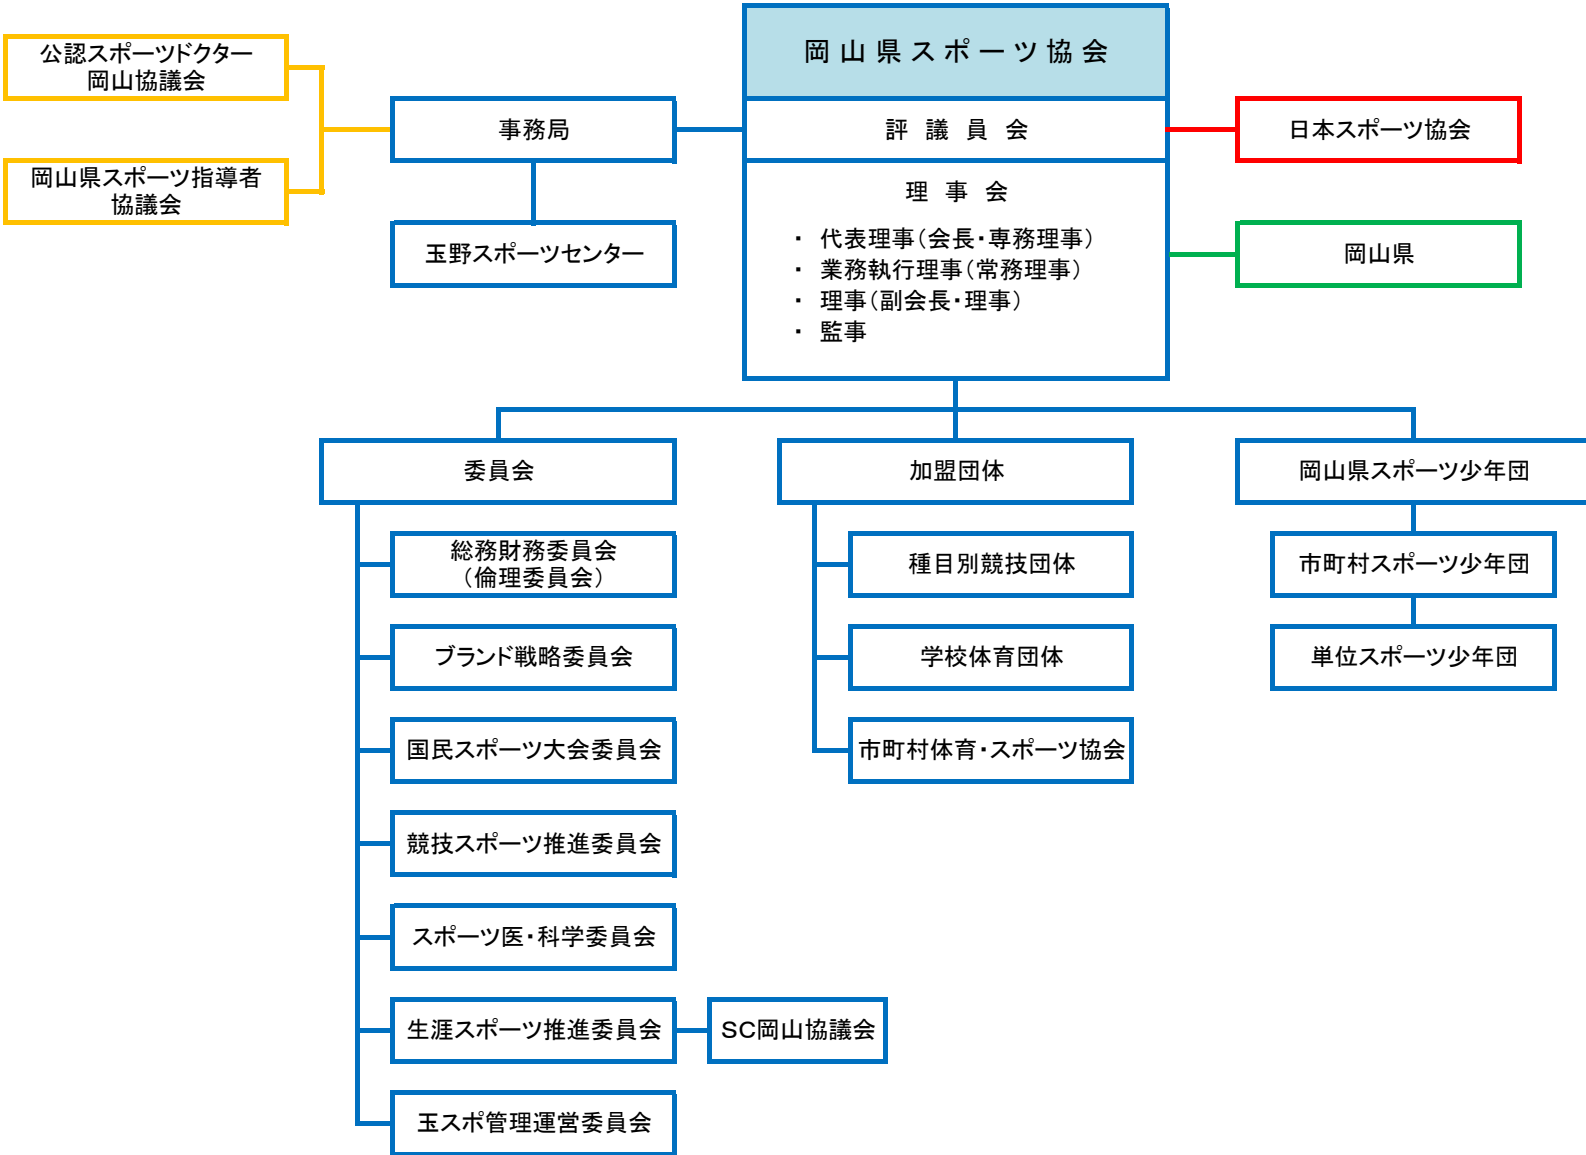 岡山県スポーツ協会
公認スポーツドクター
岡山協議会
事務局
評議員会
日本スポーツ協会
岡山県スポーツ指導者
協議会
理事会
玉野スポーツセンター
・ 代表理事(会長・専務理事)
・ 業務執行理事(常務理事)
・ 理事(副会長・理事)
・ 監事
岡山県
委員会
加盟団体
岡山県スポーツ少年団
総務財務委員会
(倫理委員会)
種目別競技団体
市町村スポーツ少年団
ブランド戦略委員会
学校体育団体
単位スポーツ少年団
国民スポーツ大会委員会
市町村体育・スポーツ協会
競技スポーツ推進委員会
スポーツ医・科学委員会
生涯スポーツ推進委員会
SC岡山協議会
玉スポ管理運営委員会